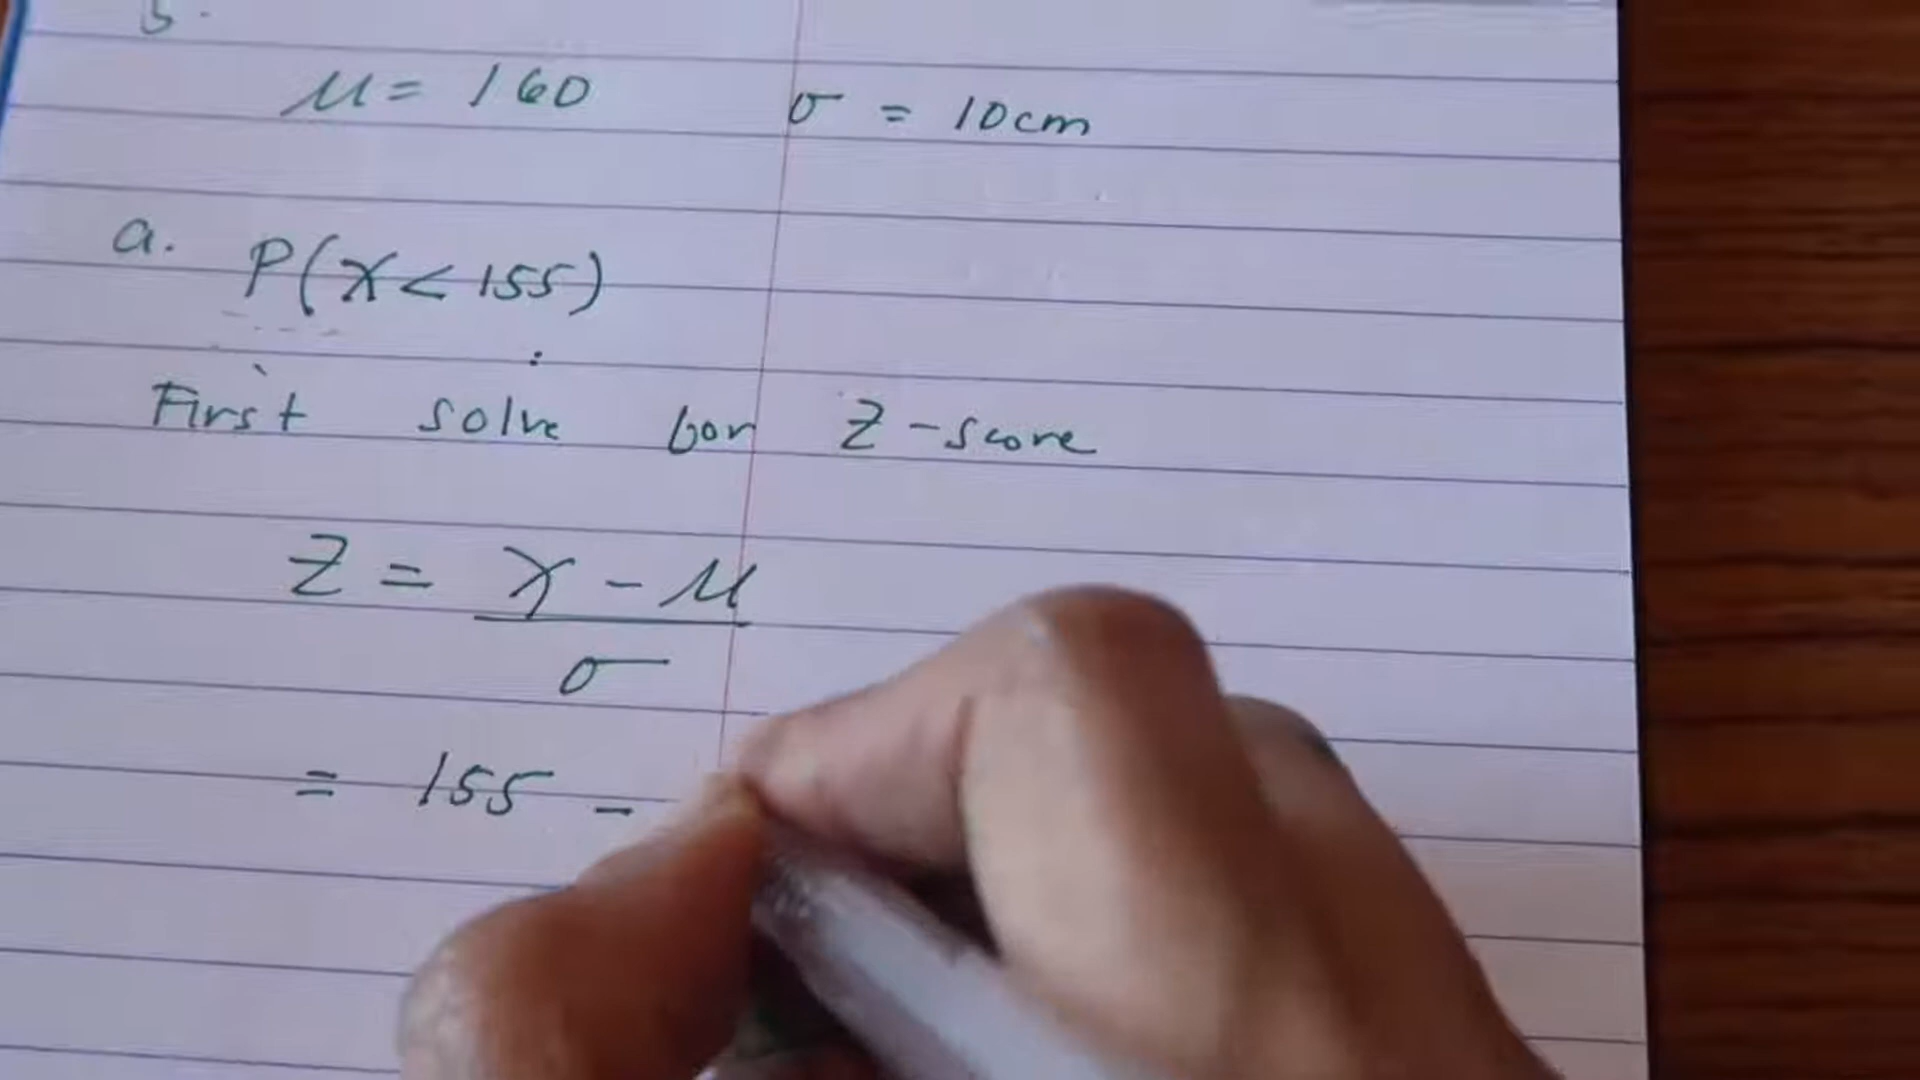 μ = 160 σ = 10cm
a. P(X < 155)
First solve for Z-score
Z = X - μ
σ
= 155 -